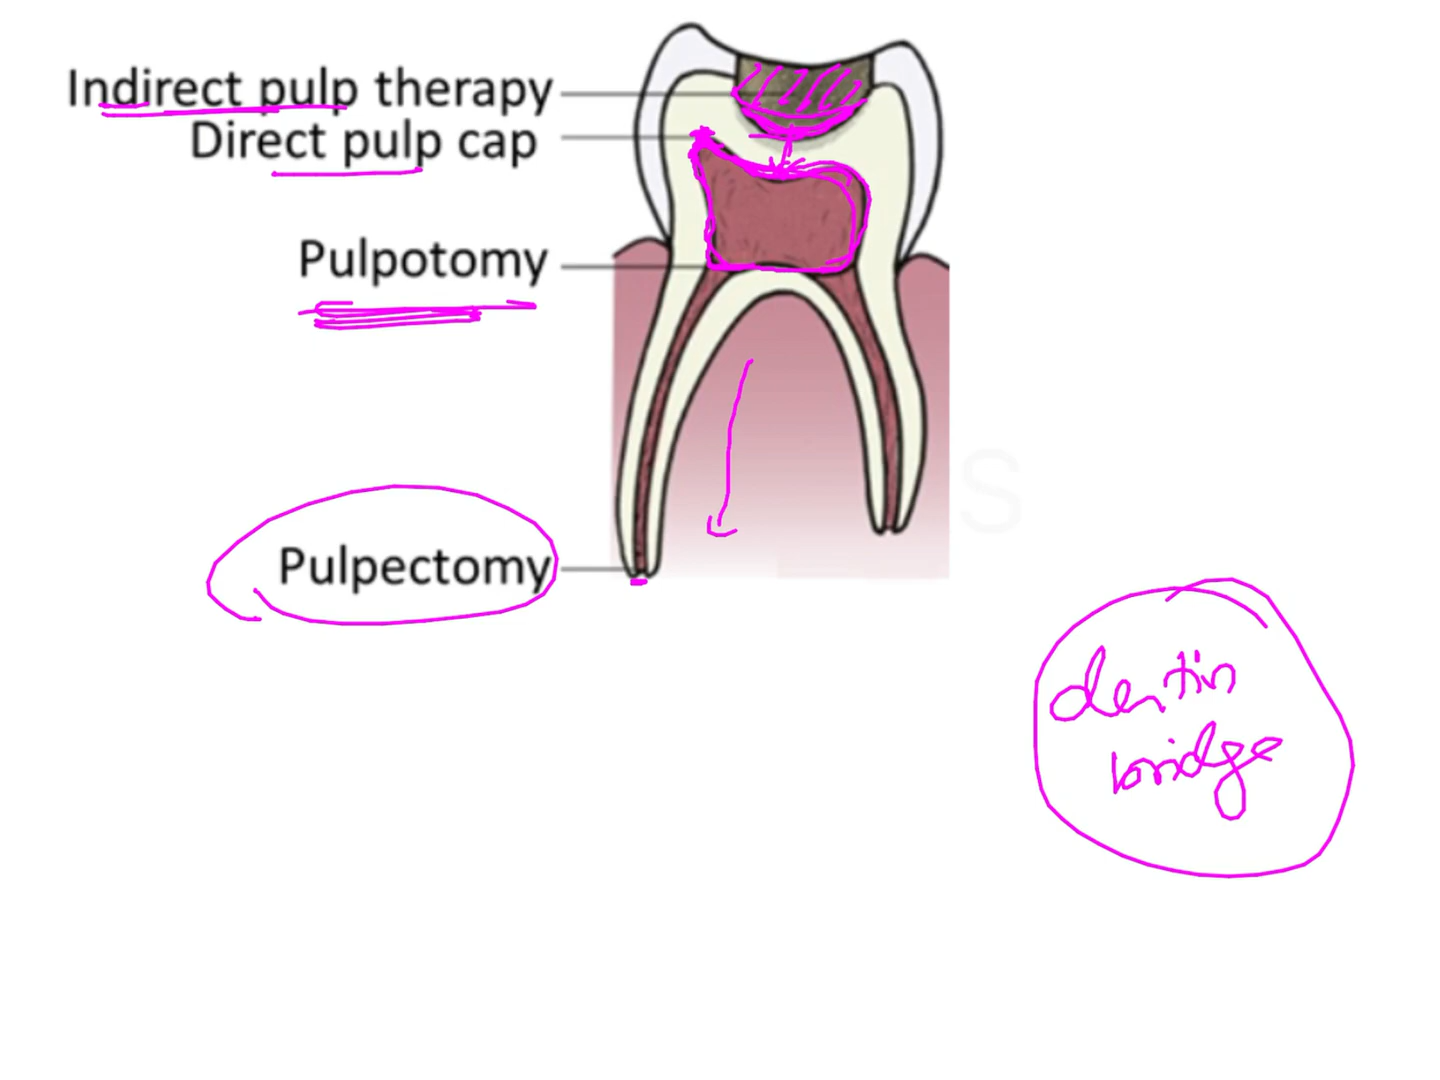 Indirect pulp therapy
Direct pulp cap
Pulpotomy
S
Pulpectomy
dentin
bridge